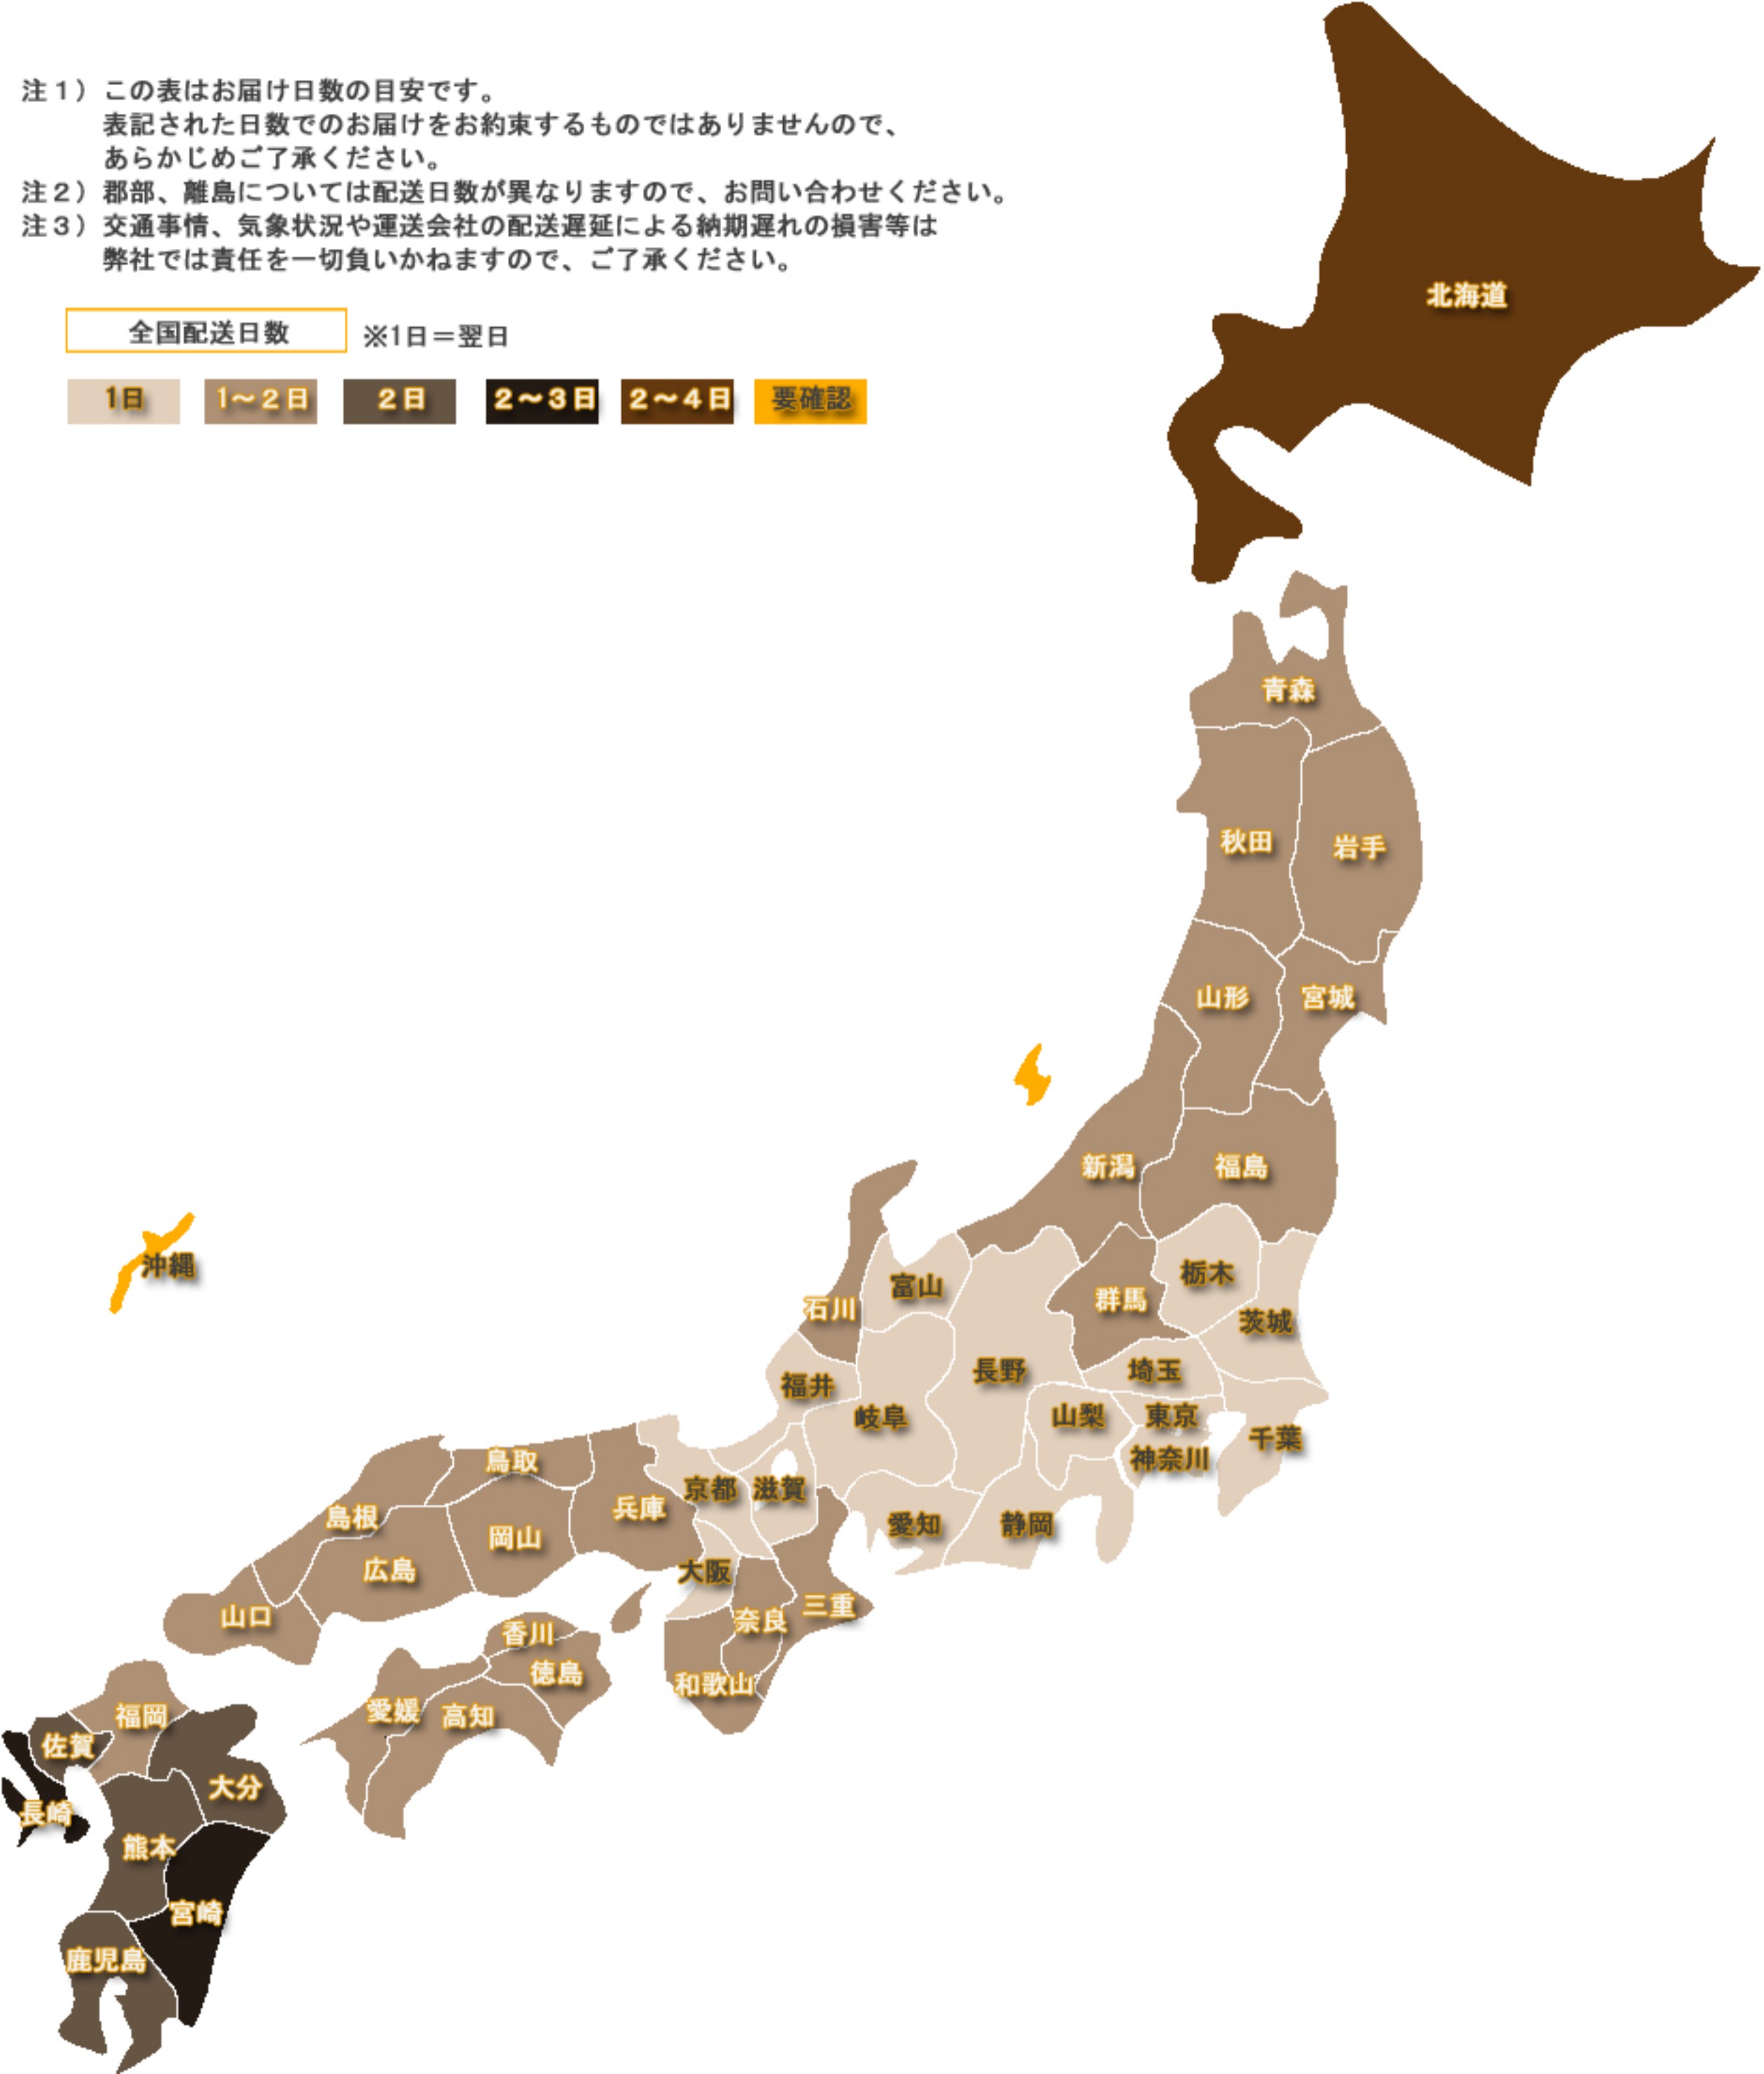 注１）この表はお届け日数の目安です。
表記された日数でのお届けをお約束するものではありませんので、
あらかじめご了承ください。
注２）郡部、離島については配送日数が異なりますので、お問い合わせください。
注３）交通事情、気象状況や運送会社の配送遅延による納期遅れの損害等は
弊社では責任を一切負いかねますので、ご了承ください。
全国配送日数 ※1日＝翌日
1日 1～２日 ２日 ２～３日 ２～４日 要確認
北海道
青森
秋田 岩手
山形 宮城
新潟 福島
沖縄
富山 栃木
石川 群馬 茨城
福井 長野 埼玉
岐阜 山梨 東京 千葉
神奈川
鳥取 京都 滋賀
島根 岡山 兵庫 愛知 静岡
広島 大阪
山口 香川 奈良 三重
徳島 和歌山
福岡 愛媛 高知
佐賀
長崎 大分
熊本
宮崎
鹿児島